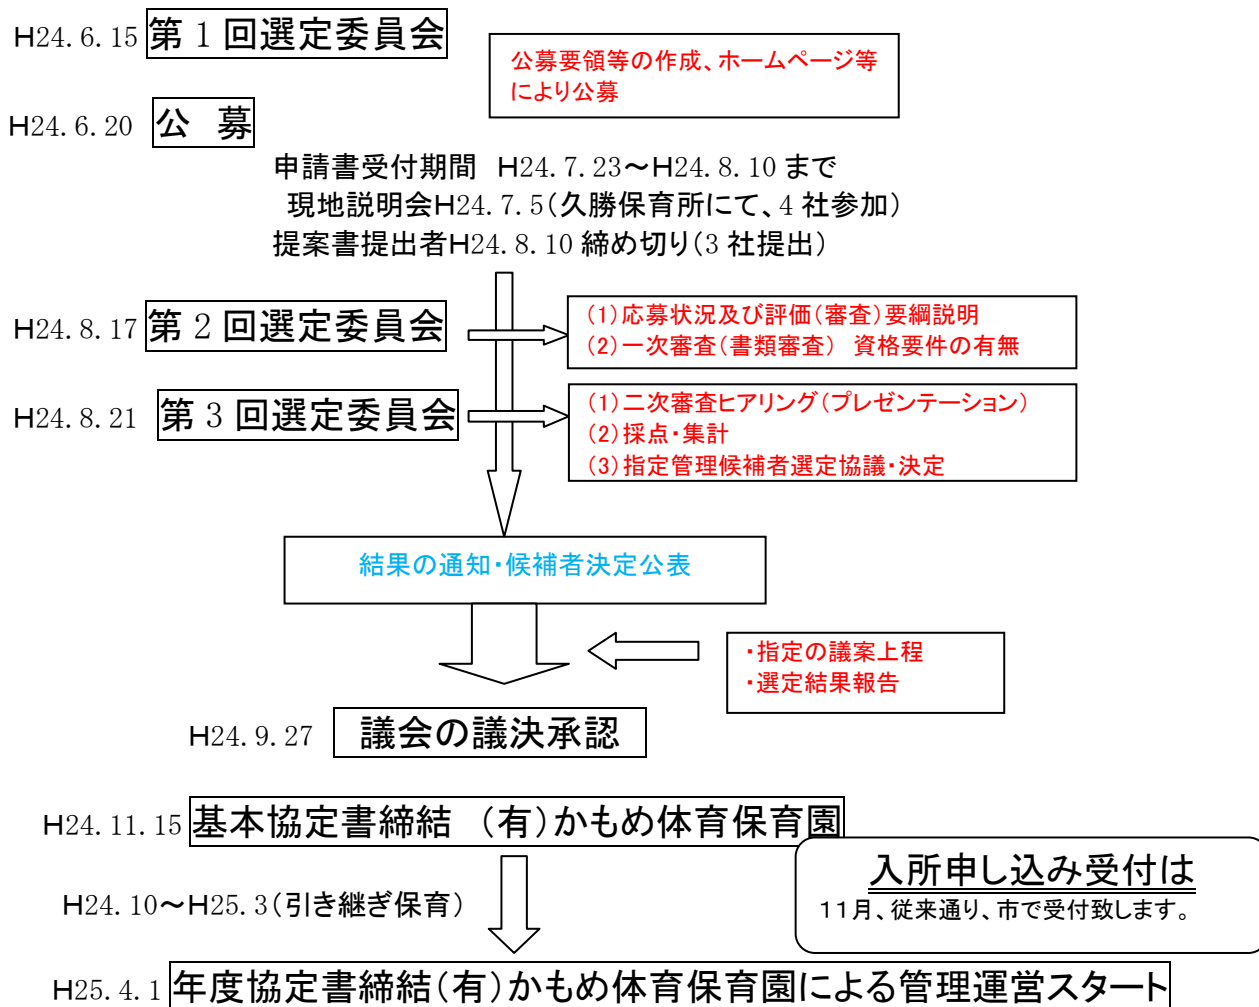 H24.6.15 第1回選定委員会
公募要領等の作成、ホームページ等
により公募
H24.6.20 公 募
申請書受付期間 H24.7.23～H24.8.10まで
現地説明会H24.7.5(久勝保育所にて、4社参加)
提案書提出者H24.8.10締め切り(3社提出)
H24.8.17 第2回選定委員会
(1)応募状況及び評価(審査)要綱説明
(2)一次審査(書類審査) 資格要件の有無
H24.8.21 第3回選定委員会
(1)二次審査ヒアリング(プレゼンテーション)
(2)採点・集計
(3)指定管理候補者選定協議・決定
結果の通知・候補者決定公表
・指定の議案上程
・選定結果報告
H24.9.27 議会の議決承認
H24.11.15 基本協定書締結 (有)かもめ体育保育園
入所申し込み受付は
11月、従来通り、市で受付致します。
H24.10～H25.3(引き継ぎ保育)
H25.4.1 年度協定書締結(有)かもめ体育保育園による管理運営スタート